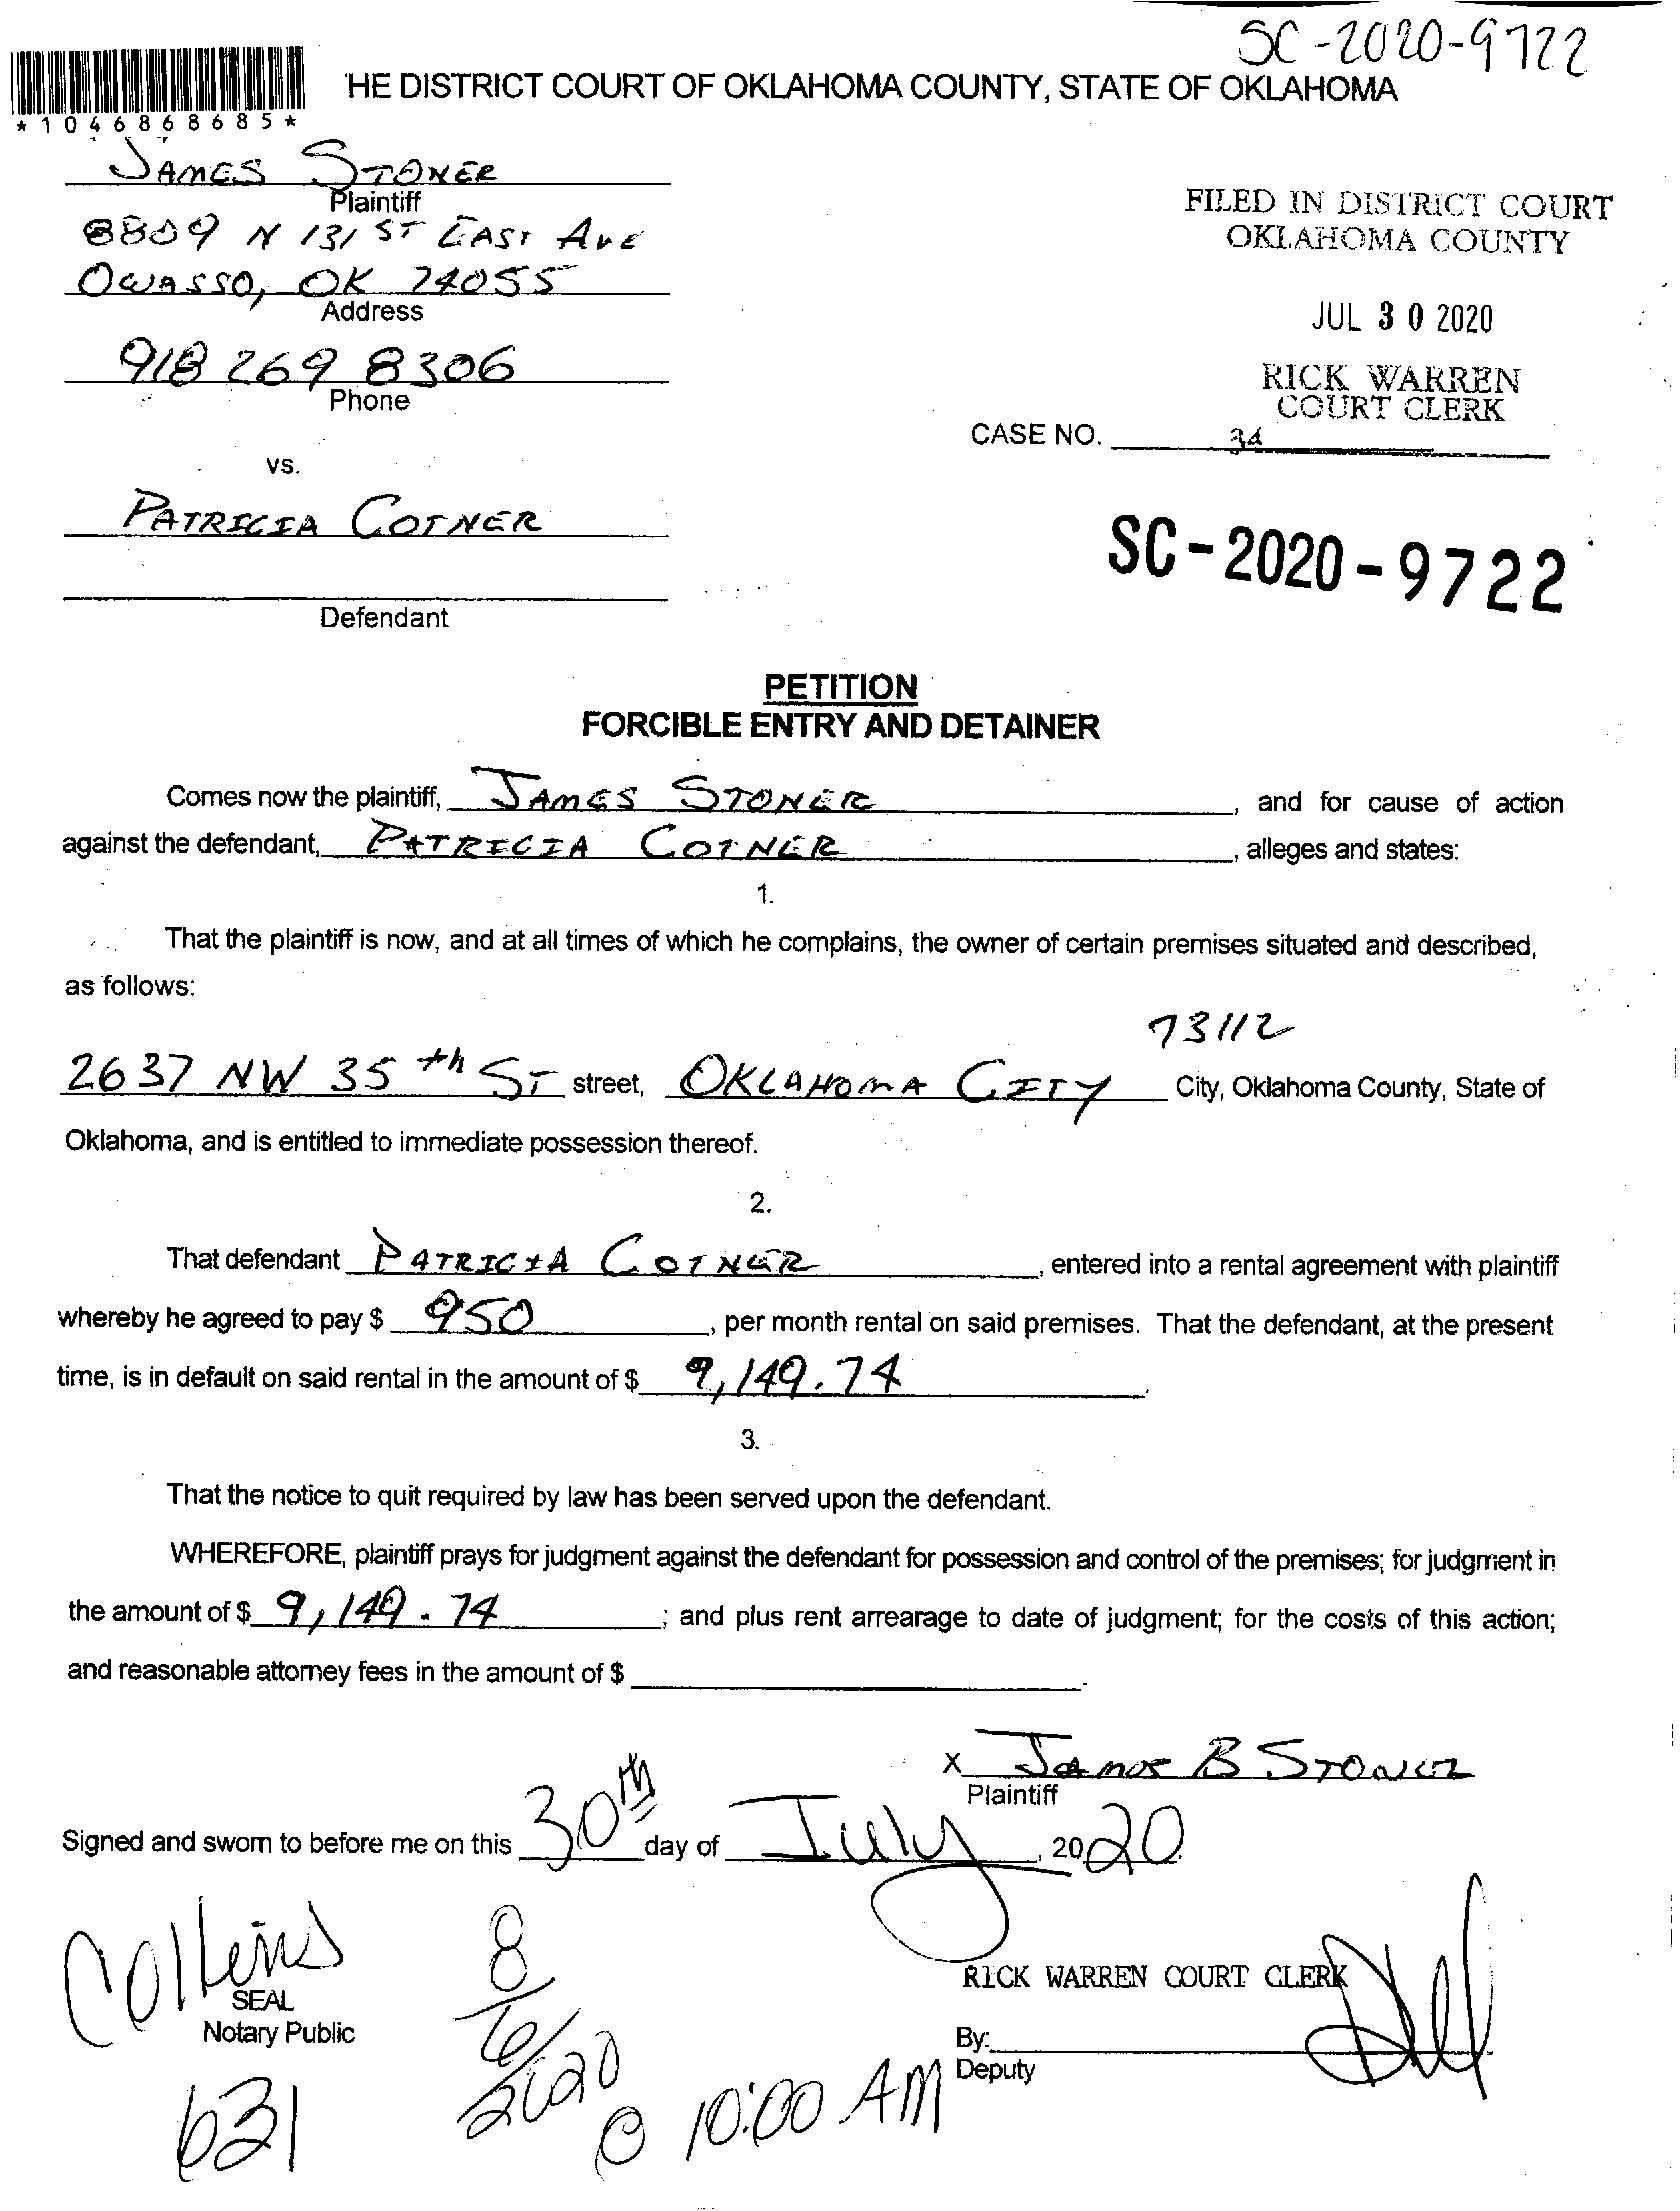 SC-2020-9722
*1046868685*
HE DISTRICT COURT OF OKLAHOMA COUNTY, STATE OF OKLAHOMA
JAMES STONER
Plaintiff
8809 N 131 ST EAST AVE
OWASSO, OK 74055
Address
918 269 8306
Phone
FILED IN DISTRICT COURT
OKLAHOMA COUNTY
JUL 30 2020
RICK WARREN
COURT CLERK
CASE NO.
34
vs.
PATRICIA COTNER
Defendant
SC-2020-9722
PETITION
FORCIBLE ENTRY AND DETAINER
Comes now the plaintiff, JAMES STONER, and for cause of action
against the defendant, PATRICIA COTNER, alleges and states:
1.
That the plaintiff is now, and at all times of which he complains, the owner of certain premises situated and described,
as follows:
73112
2637 NW 35th ST street, OKLAHOMA CITY City, Oklahoma County, State of
Oklahoma, and is entitled to immediate possession thereof.
2.
That defendant PATRICIA COTNER, entered into a rental agreement with plaintiff
whereby he agreed to pay $ 950, per month rental on said premises. That the defendant, at the present
time, is in default on said rental in the amount of $ 9,149.74.
3.
That the notice to quit required by law has been served upon the defendant.
WHEREFORE, plaintiff prays for judgment against the defendant for possession and control of the premises; for judgment in
the amount of $ 9,149.74; and plus rent arrearage to date of judgment; for the costs of this action;
and reasonable attorney fees in the amount of $ .
X James B STONER
Plaintiff
Signed and sworn to before me on this 30th day of July, 2020.
Collins
SEAL
Notary Public
631
8/6/2020
@ 10:00 AM
RICK WARREN COURT CLERK
By:
Deputy